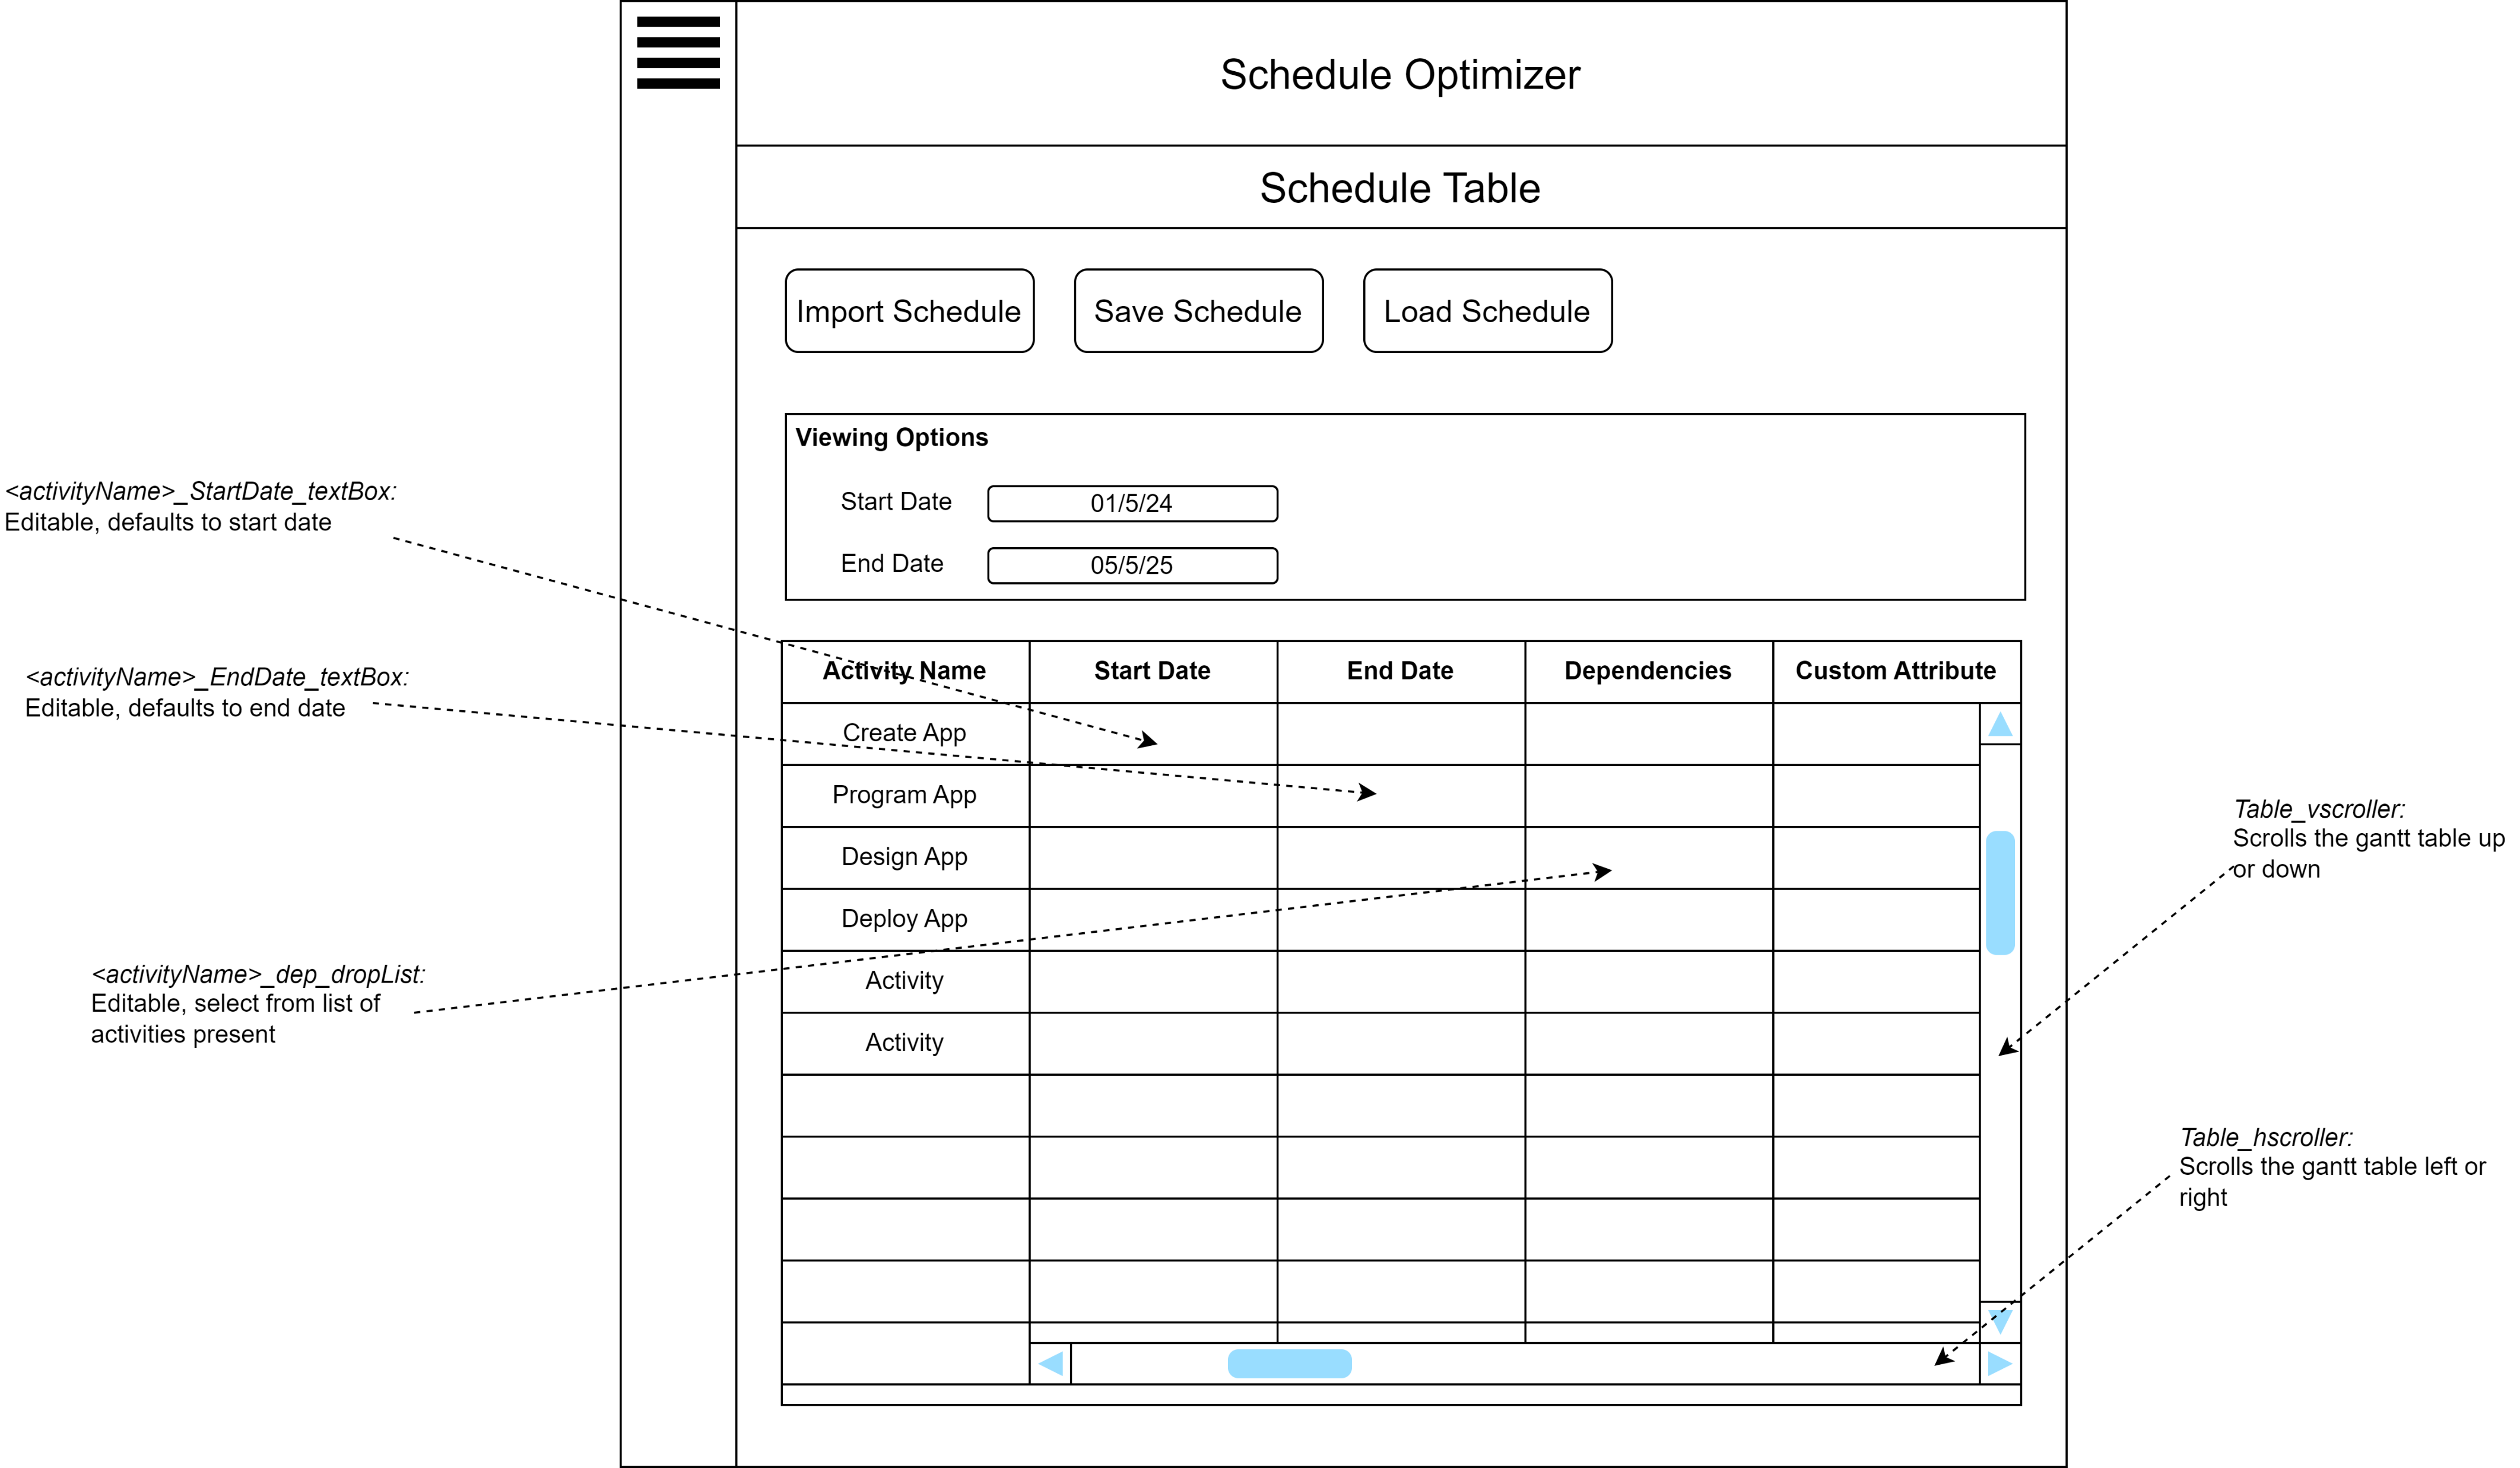 Schedule Optimizer
Schedule Table
Import Schedule
Save Schedule
Load Schedule
Viewing Options
Start Date
01/5/24
End Date
05/5/25
<activityName>_StartDate_textBox:
Editable, defaults to start date
<activityName>_EndDate_textBox:
Editable, defaults to end date
<activityName>_dep_dropList:
Editable, select from list of
activities present
Activity Name
Start Date
End Date
Dependencies
Custom Attribute
Create App
Program App
Design App
Deploy App
Activity
Activity
Table_vscroller:
Scrolls the gantt table up
or down
Table_hscroller:
Scrolls the gantt table left or
right